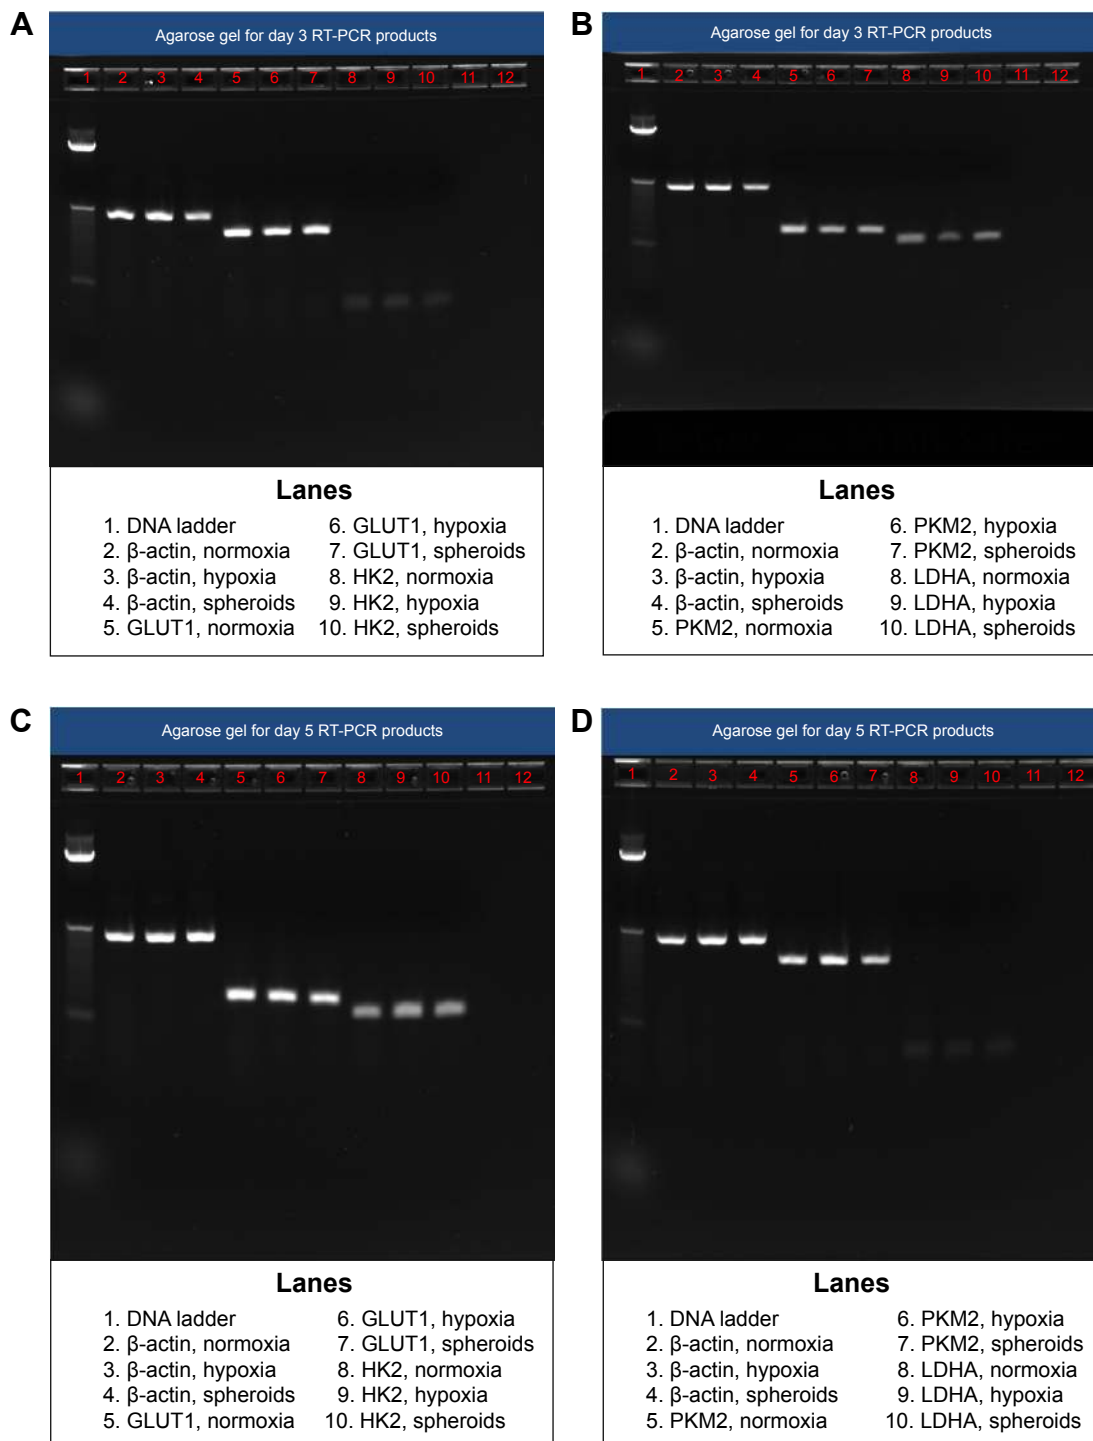 A
Agarose gel for day 3 RT-PCR products
1 2 3 4 5 6 7 8 9 10 11 12
Lanes
1. DNA ladder
2. β-actin, normoxia
3. β-actin, hypoxia
4. β-actin, spheroids
5. GLUT1, normoxia
6. GLUT1, hypoxia
7. GLUT1, spheroids
8. HK2, normoxia
9. HK2, hypoxia
10. HK2, spheroids
B
Agarose gel for day 3 RT-PCR products
1 2 3 4 5 6 7 8 9 10 11 12
Lanes
1. DNA ladder
2. β-actin, normoxia
3. β-actin, hypoxia
4. β-actin, spheroids
5. PKM2, normoxia
6. PKM2, hypoxia
7. PKM2, spheroids
8. LDHA, normoxia
9. LDHA, hypoxia
10. LDHA, spheroids
C
Agarose gel for day 5 RT-PCR products
1 2 3 4 5 6 7 8 9 10 11 12
Lanes
1. DNA ladder
2. β-actin, normoxia
3. β-actin, hypoxia
4. β-actin, spheroids
5. GLUT1, normoxia
6. GLUT1, hypoxia
7. GLUT1, spheroids
8. HK2, normoxia
9. HK2, hypoxia
10. HK2, spheroids
D
Agarose gel for day 5 RT-PCR products
1 2 3 4 5 6 7 8 9 10 11 12
Lanes
1. DNA ladder
2. β-actin, normoxia
3. β-actin, hypoxia
4. β-actin, spheroids
5. PKM2, normoxia
6. PKM2, hypoxia
7. PKM2, spheroids
8. LDHA, normoxia
9. LDHA, hypoxia
10. LDHA, spheroids